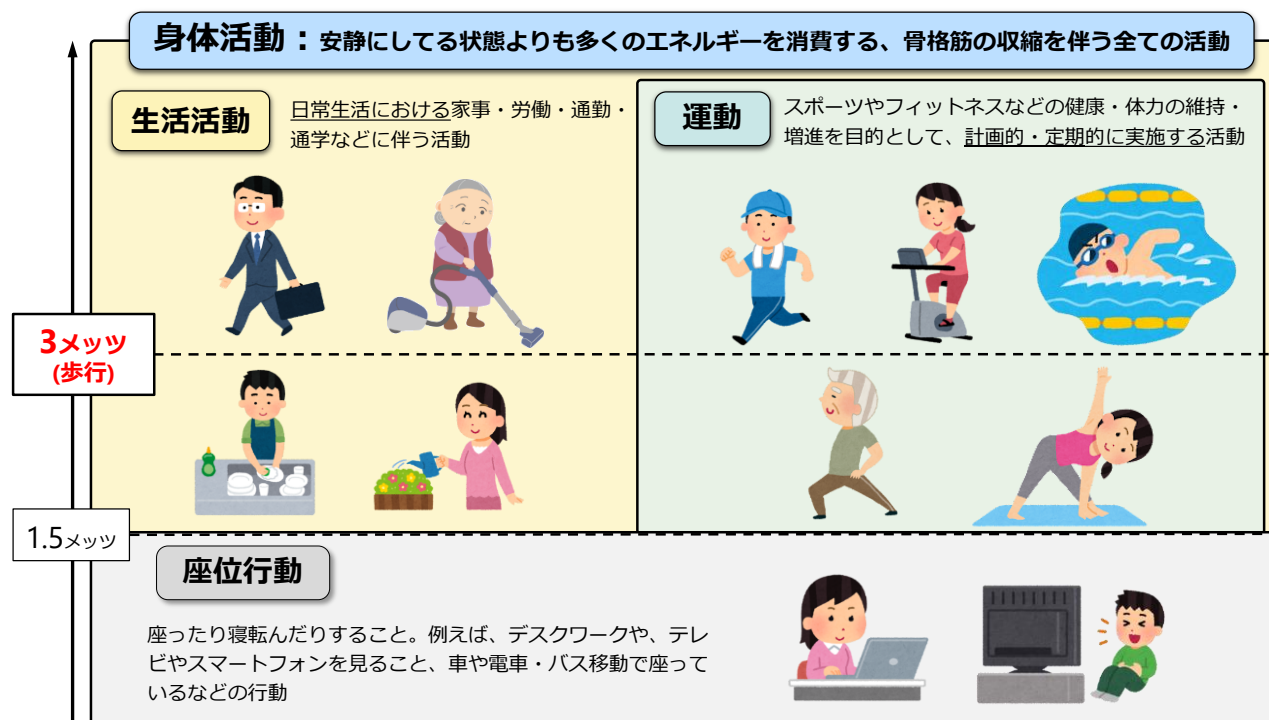 身体活動：安静にしてる状態よりも多くのエネルギーを消費する、骨格筋の収縮を伴う全ての活動
生活活動
日常生活における家事・労働・通勤・
通学などに伴う活動
運動
スポーツやフィットネスなどの健康・体力の維持・
増進を目的として、計画的・定期的に実施する活動
3メッツ
(歩行)
1.5メッツ
座位行動
座ったり寝転んだりすること。例えば、デスクワークや、テレ
ビやスマートフォンを見ること、車や電車・バス移動で座って
いるなどの行動